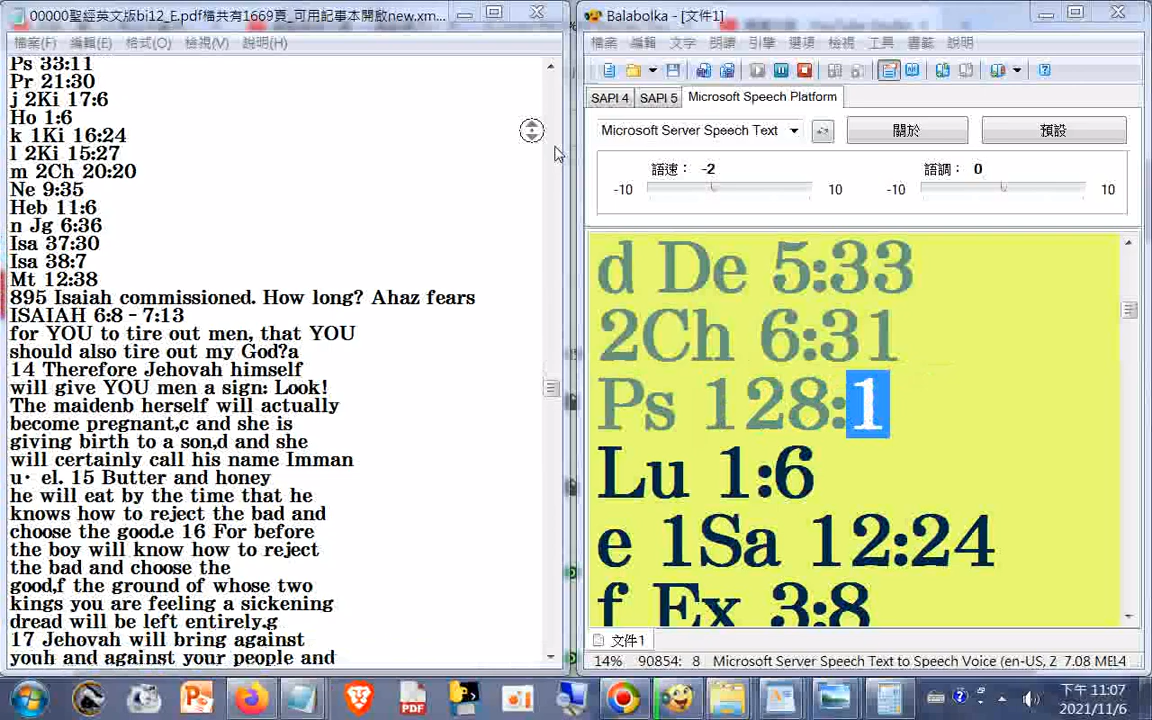 00000聖經英文版bi12_E.pdf檔共有1669頁_可用記事本開啟new.xm...
檔案(F) 編輯(E) 格式(O) 檢視(V) 說明(H)
Ps 33:11
Pr 21:30
j 2Ki 17:6
Ho 1:6
k 1Ki 16:24
l 2Ki 15:27
m 2Ch 20:20
Ne 9:35
Heb 11:6
n Jg 6:36
Isa 37:30
Isa 38:7
Mt 12:38
895 Isaiah commissioned. How long? Ahaz fears
ISAIAH 6:8 - 7:13
for YOU to tire out men, that YOU
should also tire out my God?a
14 Therefore Jehovah himself
will give YOU men a sign: Look!
The maidenb herself will actually
become pregnant,c and she is
giving birth to a son,d and she
will certainly call his name Imman
u· el. 15 Butter and honey
he will eat by the time that he
knows how to reject the bad and
choose the good.e 16 For before
the boy will know how to reject
the bad and choose the
good,f the ground of whose two
kings you are feeling a sickening
dread will be left entirely.g
17 Jehovah will bring against
youh and against your people and
Balabolka - [文件1]
檔案 編輯 文字 朗讀 引擎 選項 檢視 工具 書籤 說明
SAPI 4 SAPI 5 Microsoft Speech Platform
Microsoft Server Speech Text 關於 預設
語速： -2 語調： 0
-10 10 -10 10
d De 5:33
2Ch 6:31
Ps 128:1
Lu 1:6
e 1Sa 12:24
f Ex 3:8
文件1
14% 90854: 8 Microsoft Server Speech Text to Speech Voice (en-US, Z 7.08 ME14
PDF
下午 11:07
2021/11/6